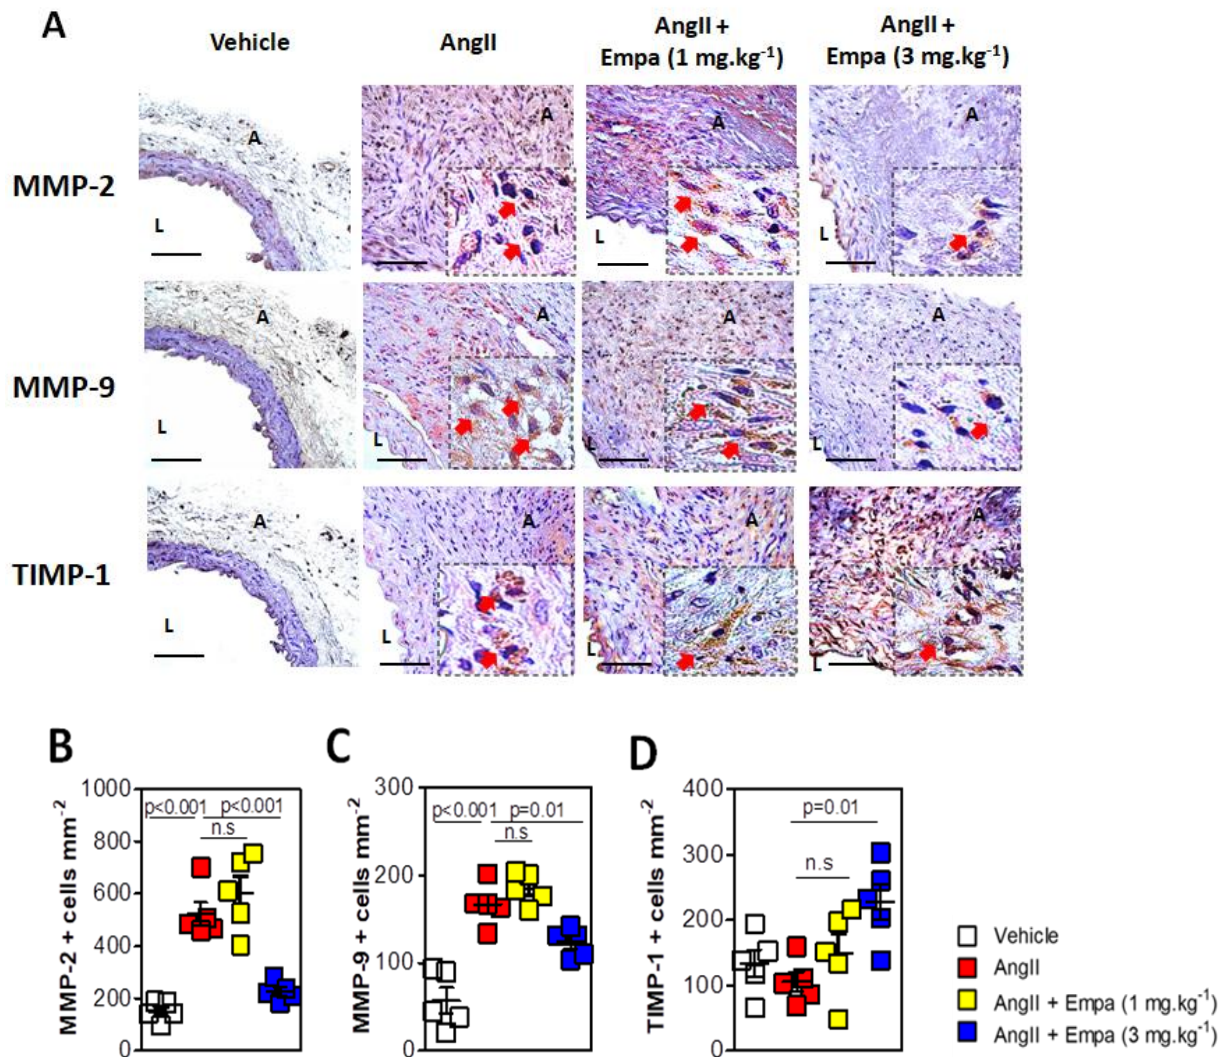 A
Vehicle
AngII
AngII +
Empa (1 mg.kg⁻¹)
AngII +
Empa (3 mg.kg⁻¹)
MMP-2
A
L
A
A
L
A
L
MMP-9
A
L
A
L
A
L
A
L
TIMP-1
A
L
A
L
A
L
A
L
B
MMP-2 + cells mm⁻²
1000
800
600
400
200
0
p<0.001
p<0.001
n.s
C
MMP-9 + cells mm⁻²
300
200
100
0
p<0.001
p=0.01
n.s
D
TIMP-1 + cells mm⁻²
400
300
200
100
0
p=0.01
n.s
Vehicle
AngII
AngII + Empa (1 mg.kg⁻¹)
AngII + Empa (3 mg.kg⁻¹)